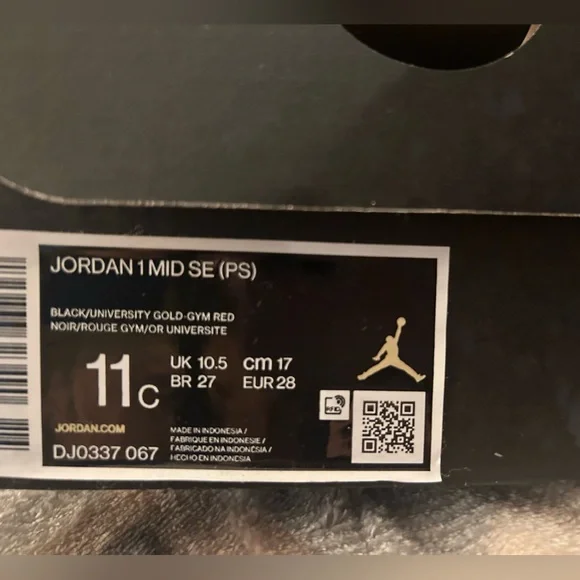 JORDAN 1 MID SE (PS)
BLACK/UNIVERSITY GOLD-GYM RED
NOIR/ROUGE GYM/OR UNIVERSITE
11C
UK 10.5 cm 17
BR 27 EUR 28
RFID
JORDAN.COM
DJ0337 067
MADE IN INDONESIA /
FABRIQUE EN INDONESIE /
FABRICADO NA INDONÉSIA /
HECHO EN INDONESIA